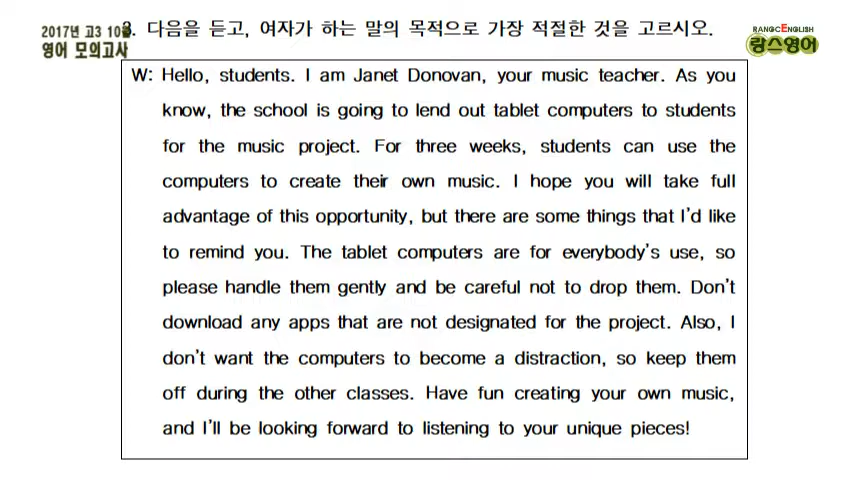 2017년 고3 10월
영어 모의고사
3. 다음을 듣고, 여자가 하는 말의 목적으로 가장 적절한 것을 고르시오.
RANGCENGLISH
랑스영어
W: Hello, students. I am Janet Donovan, your music teacher. As you
know, the school is going to lend out tablet computers to students
for the music project. For three weeks, students can use the
computers to create their own music. I hope you will take full
advantage of this opportunity, but there are some things that I'd like
to remind you. The tablet computers are for everybody's use, so
please handle them gently and be careful not to drop them. Don't
download any apps that are not designated for the project. Also, I
don't want the computers to become a distraction, so keep them
off during the other classes. Have fun creating your own music,
and I'll be looking forward to listening to your unique pieces!